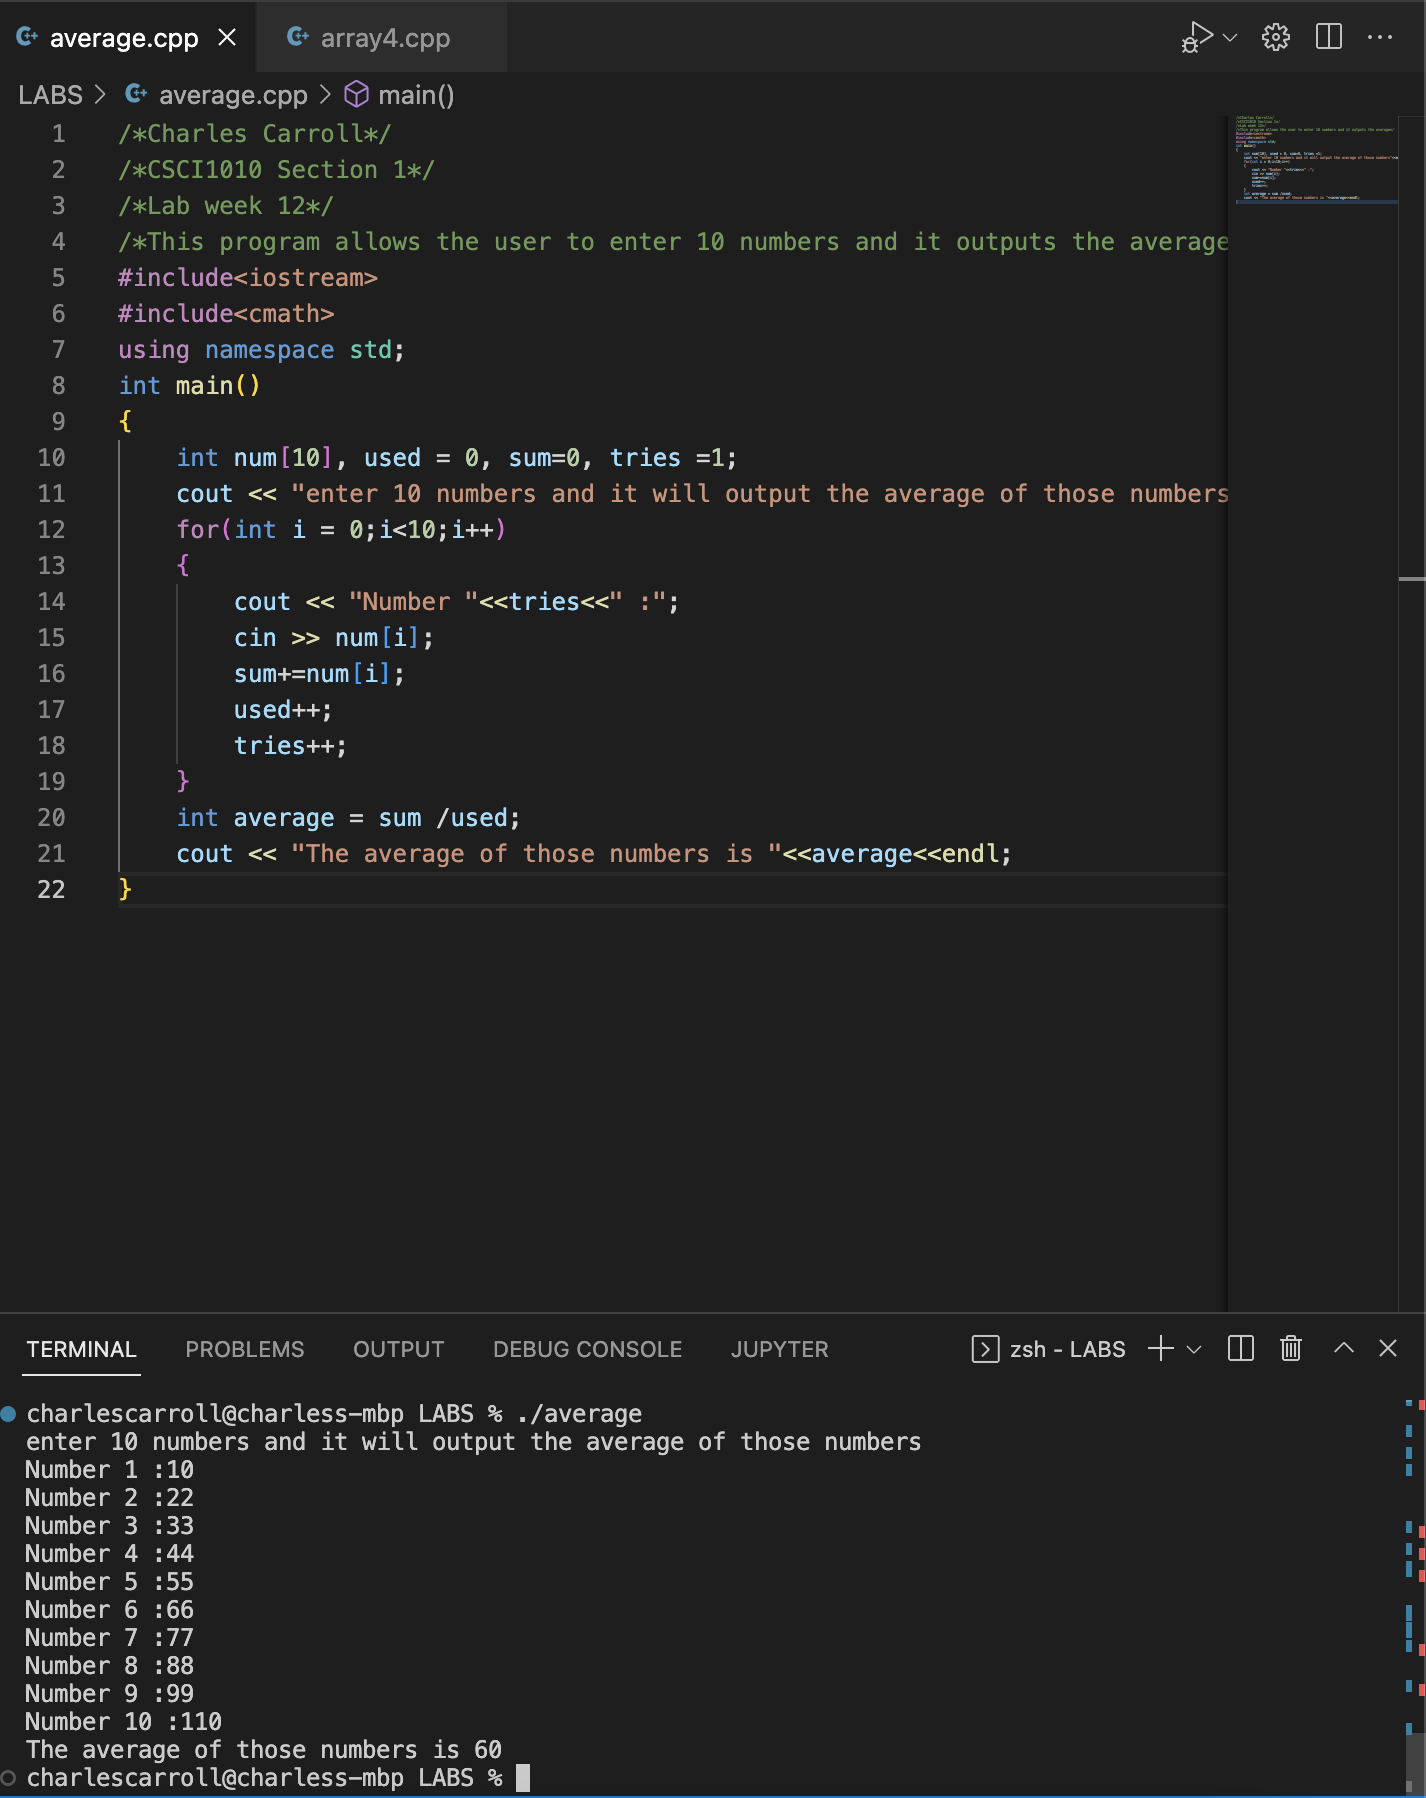 average.cpp
array4.cpp
LABS > average.cpp > main()
1 /*Charles Carroll*/
2 /*CSCI1010 Section 1*/
3 /*Lab week 12*/
4 /*This program allows the user to enter 10 numbers and it outputs the average
5 #include<iostream>
6 #include<cmath>
7 using namespace std;
8 int main()
9 {
10 int num[10], used = 0, sum=0, tries =1;
11 cout << "enter 10 numbers and it will output the average of those numbers
12 for(int i = 0;i<10;i++)
13 {
14 cout << "Number "<<tries<<" :";
15 cin >> num[i];
16 sum+=num[i];
17 used++;
18 tries++;
19 }
20 int average = sum /used;
21 cout << "The average of those numbers is "<<average<<endl;
22 }
TERMINAL PROBLEMS OUTPUT DEBUG CONSOLE JUPYTER zsh - LABS
charlescarroll@charless-mbp LABS % ./average
enter 10 numbers and it will output the average of those numbers
Number 1 :10
Number 2 :22
Number 3 :33
Number 4 :44
Number 5 :55
Number 6 :66
Number 7 :77
Number 8 :88
Number 9 :99
Number 10 :110
The average of those numbers is 60
charlescarroll@charless-mbp LABS %